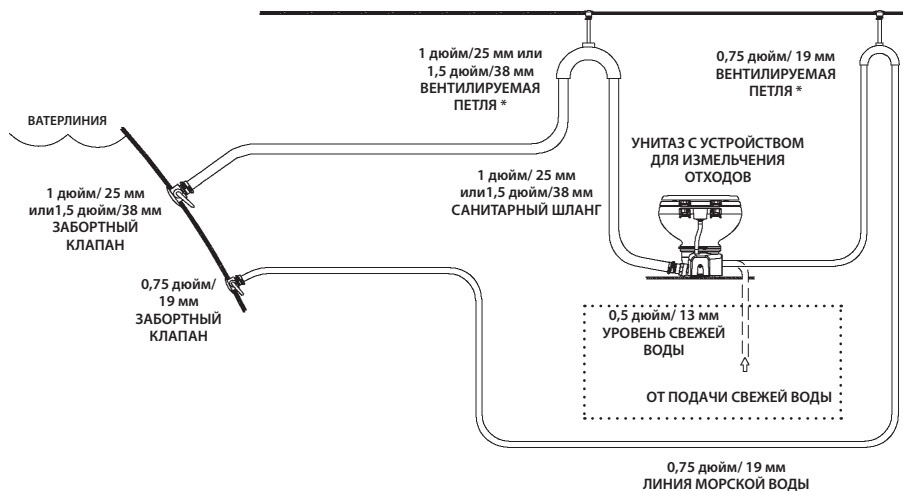 1 дюйм/25 мм или
1,5 дюйм/38 мм
ВЕНТИЛИРУЕМАЯ
ПЕТЛЯ *
0,75 дюйм/ 19 мм
ВЕНТИЛИРУЕМАЯ
ПЕТЛЯ *
ВАТЕРЛИНИЯ
УНИТАЗ С УСТРОЙСТВОМ
ДЛЯ ИЗМЕЛЬЧЕНИЯ
ОТХОДОВ
1 дюйм/ 25 мм
или1,5 дюйм/38 мм
САНИТАРНЫЙ ШЛАНГ
1 дюйм/ 25 мм
или1,5 дюйм/38 мм
ЗАБОРТНЫЙ
КЛАПАН
0,75 дюйм/
19 мм
ЗАБОРТНЫЙ
КЛАПАН
0,5 дюйм/ 13 мм
УРОВЕНЬ СВЕЖЕЙ
ВОДЫ
ОТ ПОДАЧИ СВЕЖЕЙ ВОДЫ
0,75 дюйм/ 19 мм
ЛИНИЯ МОРСКОЙ ВОДЫ